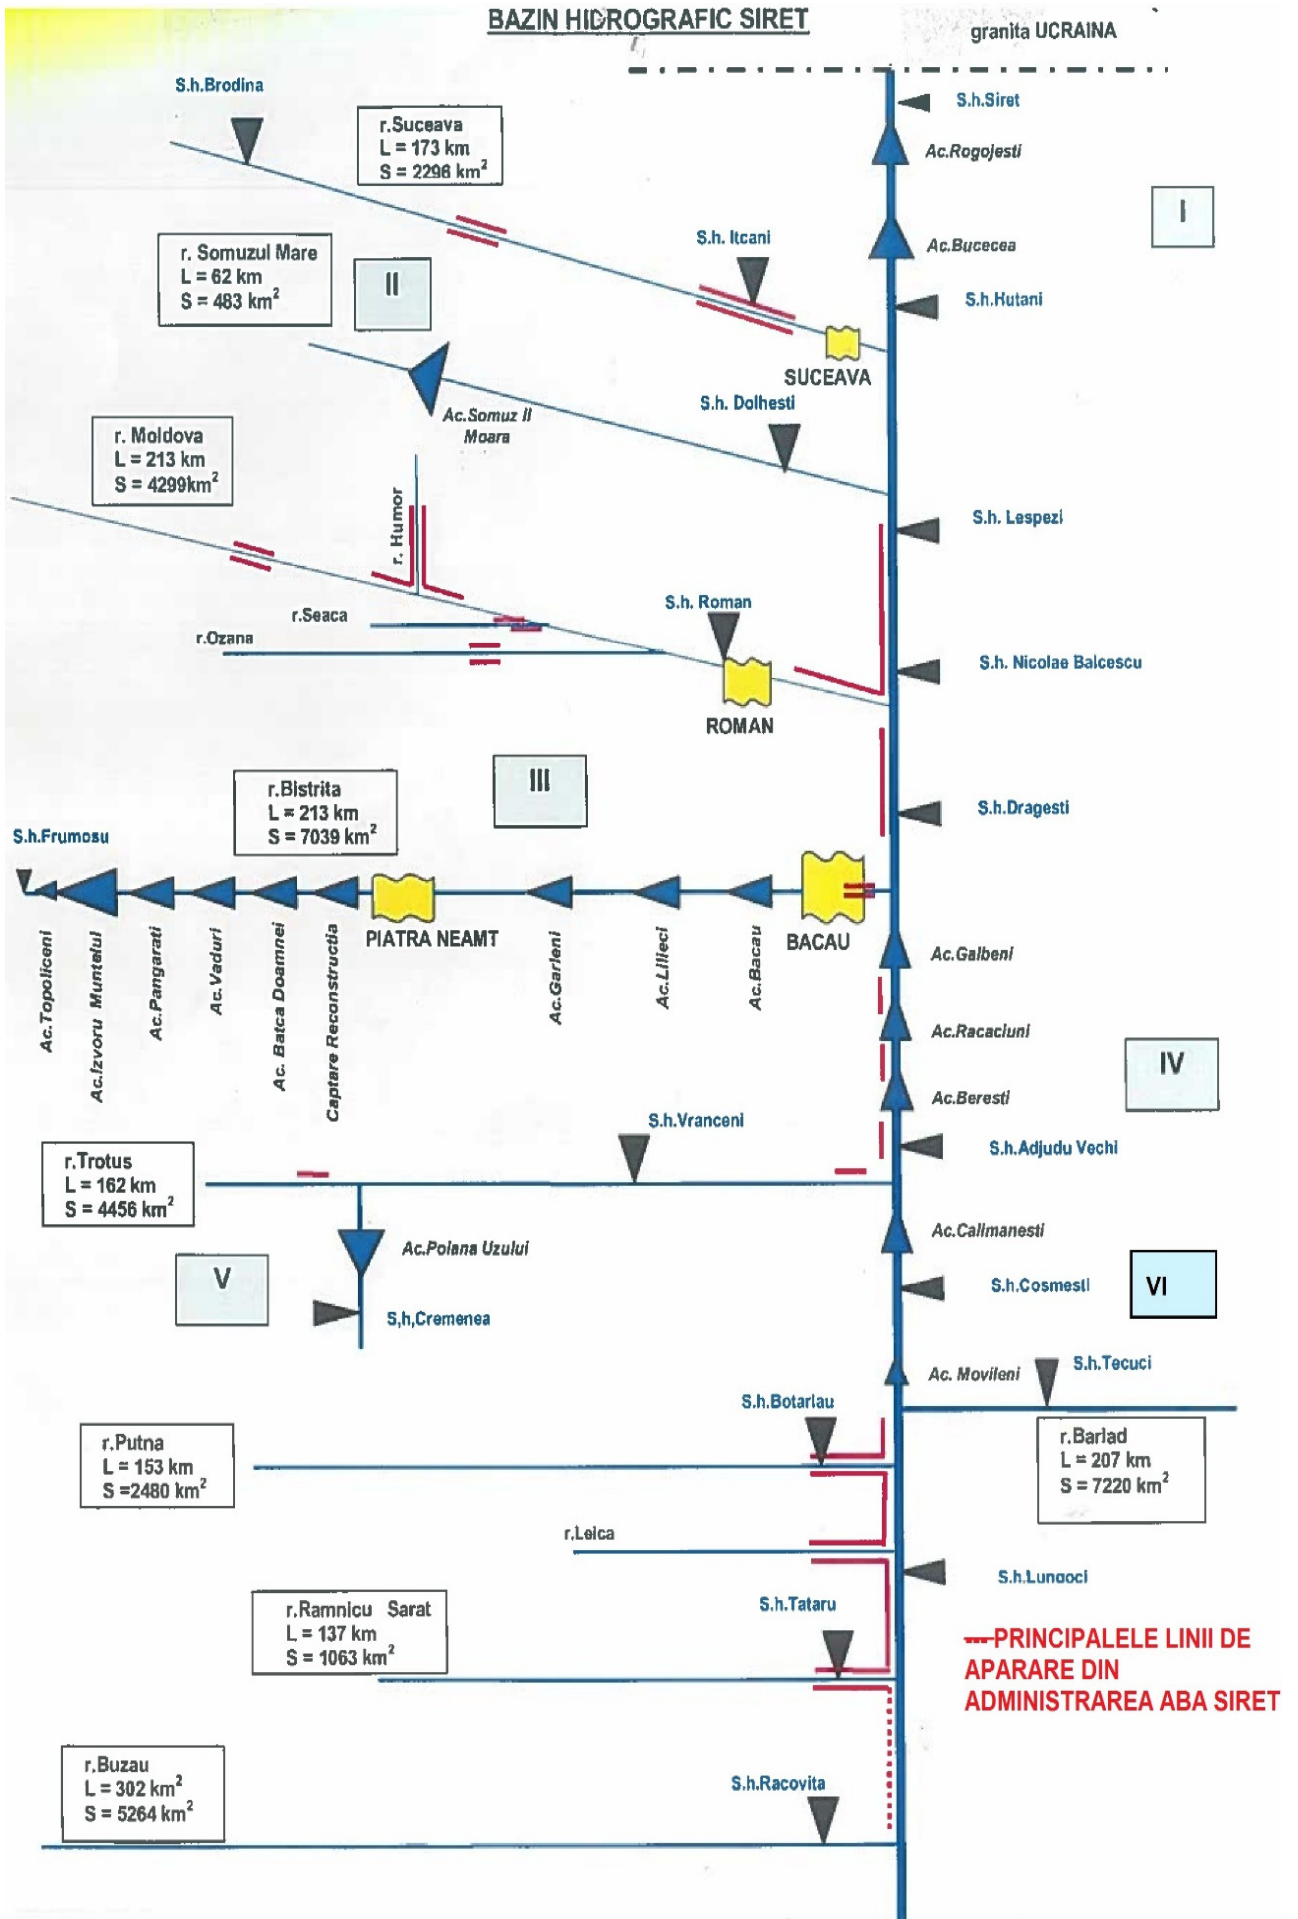 BAZIN HIDROGRAFIC SIRET
granita UCRAINA
S.h.Brodina
S.h.Siret
r.Suceava
L = 173 km
S = 2296 km²
Ac.Rogojesti
I
S.h. Itcani
Ac.Bucecea
r. Somuzul Mare
L = 62 km
S = 483 km²
II
S.h.Hutani
SUCEAVA
S.h. Dolhesti
Ac.Somuz II
Moara
r. Moldova
L = 213 km
S = 4299km²
r. Humor
S.h. Lespezi
r.Seaca
S.h. Roman
r.Ozana
S.h. Nicolae Balcescu
ROMAN
III
r.Bistrita
L = 213 km
S = 7039 km²
S.h.Dragesti
S.h.Frumosu
PIATRA NEAMT
BACAU
Ac.Topoliceni
Ac.Izvoru Muntelui
Ac.Pangarati
Ac.Vaduri
Ac. Batca Doamnei
Captare Reconstructia
Ac.Garleni
Ac.Lilieci
Ac.Bacau
Ac.Galbeni
Ac.Racaciuni
IV
Ac.Beresti
S.h.Vranceni
S.h.Adjudu Vechi
r.Trotus
L = 162 km
S = 4456 km²
Ac.Calimanesti
Ac.Poiana Uzului
V
S.h.Cosmesti
VI
S,h,Cremenea
Ac. Movileni
S.h.Tecuci
S.h.Botarlau
r.Putna
L = 153 km
S =2480 km²
r.Barlad
L = 207 km
S = 7220 km²
r.Leica
S.h.Lungoci
r.Ramnicu Sarat
L = 137 km
S = 1063 km²
S.h.Tataru
---PRINCIPALELE LINII DE
APARARE DIN
ADMINISTRAREA ABA SIRET
r.Buzau
L = 302 km²
S = 5264 km²
S.h.Racovita